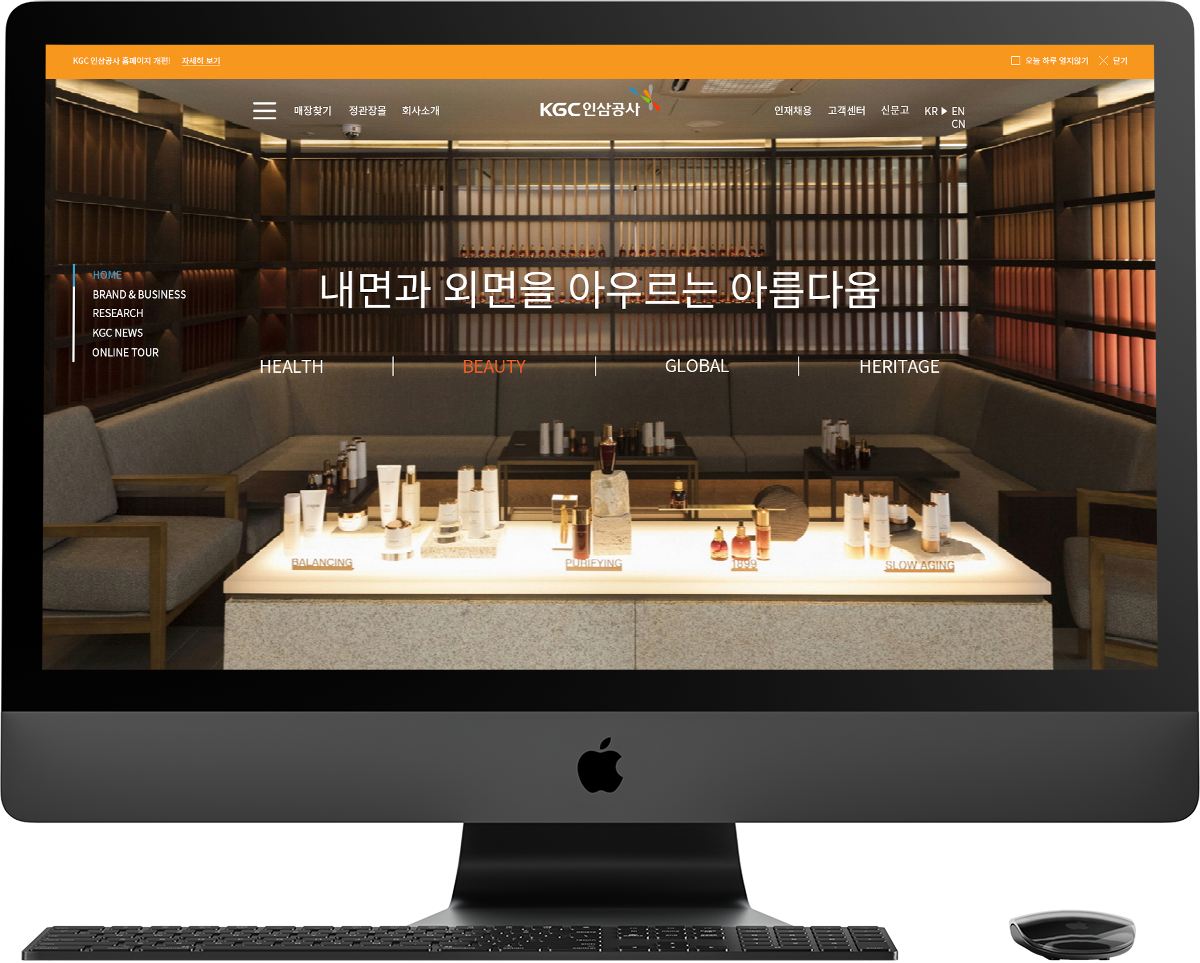 KGC 인삼공사 홈페이지 개편! 자세히 보기
오늘 하루 열지않기 닫기
매장찾기 정관장몰 회사소개
KGC 인삼공사
인재채용 고객센터 신문고 KR EN
CN
HOME
BRAND & BUSINESS
RESEARCH
KGC NEWS
ONLINE TOUR
내면과 외면을 아우르는 아름다움
HEALTH BEAUTY GLOBAL HERITAGE
BALANCING PURIFYING 1899 SLOW AGING